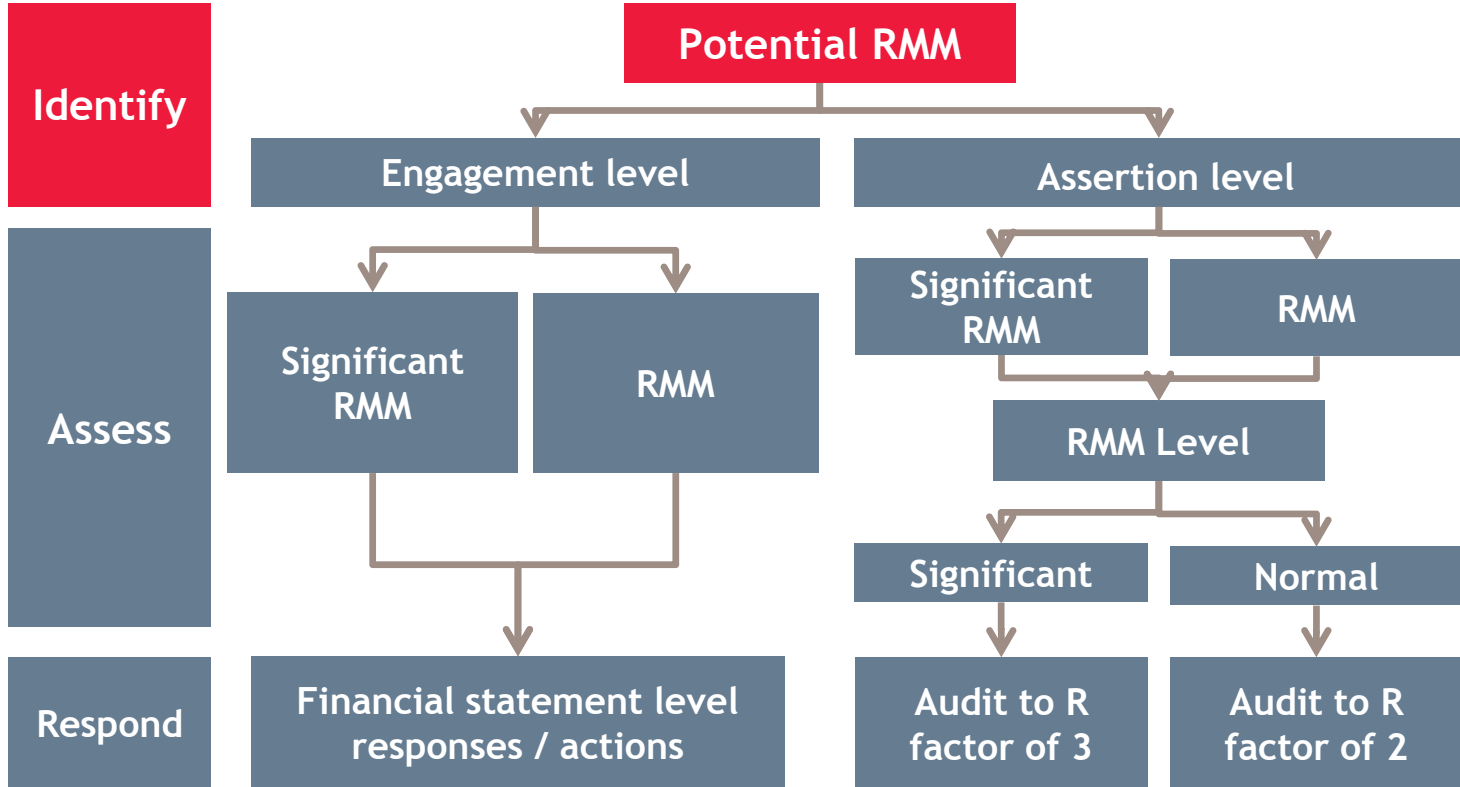 Identify
Potential RMM
Engagement level
Assertion level
Assess
Significant
RMM
RMM
Significant
RMM
RMM
RMM Level
Significant
Normal
Respond
Financial statement level
responses / actions
Audit to R
factor of 3
Audit to R
factor of 2